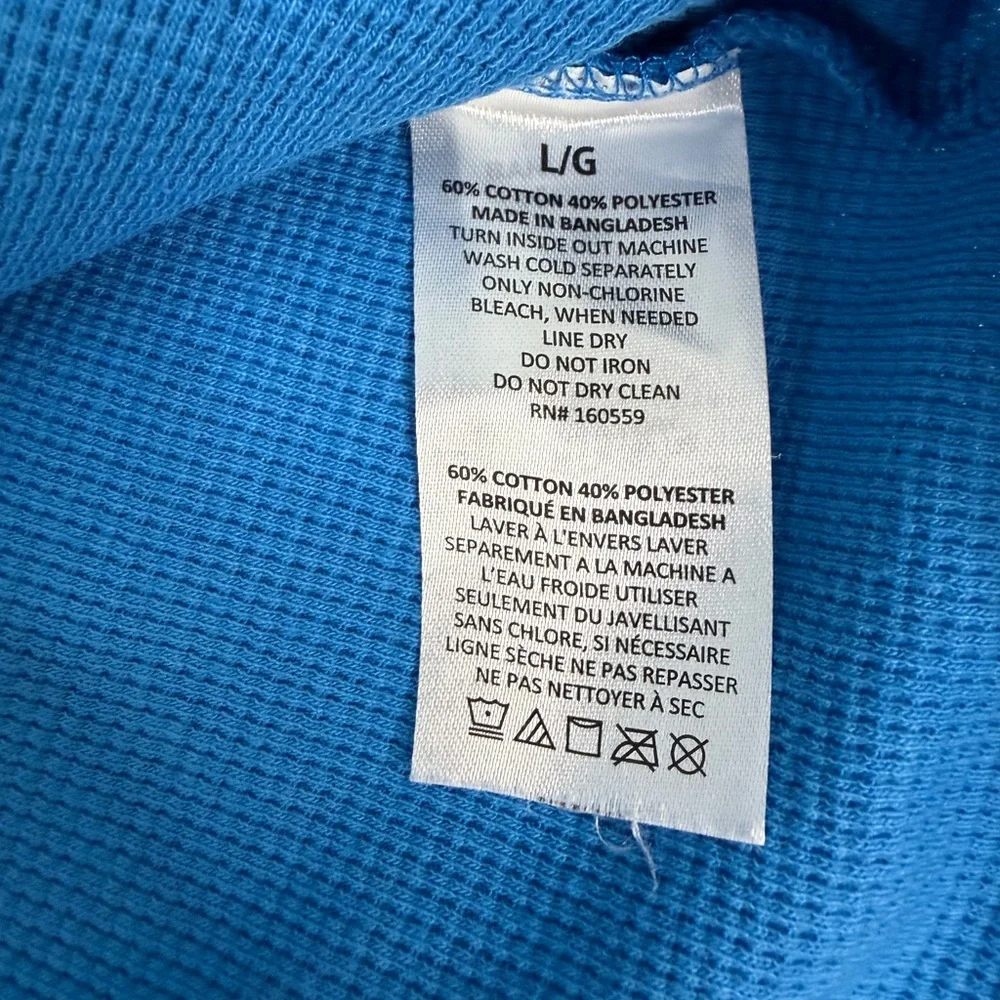 L/G
60% COTTON 40% POLYESTER
MADE IN BANGLADESH
TURN INSIDE OUT MACHINE
WASH COLD SEPARATELY
ONLY NON-CHLORINE
BLEACH, WHEN NEEDED
LINE DRY
DO NOT IRON
DO NOT DRY CLEAN
RN# 160559
60% COTTON 40% POLYESTER
FABRIQUÉ EN BANGLADESH
LAVER À L'ENVERS LAVER
SEPAREMENT A LA MACHINE A
L'EAU FROIDE UTILISER
SEULEMENT DU JAVELLISANT
SANS CHLORE, SI NÉCESSAIRE
LIGNE SÈCHE NE PAS REPASSER
NE PAS NETTOYER À SEC